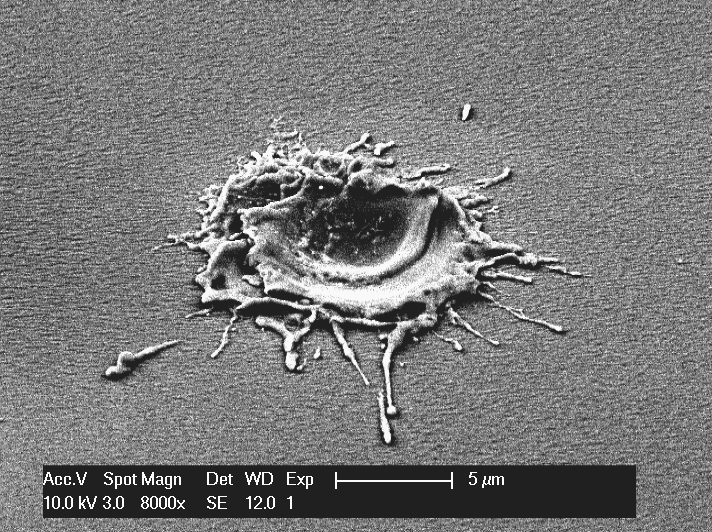 Acc.V Spot Magn Det WD Exp 5 µm
10.0 kV 3.0 8000x SE 12.0 1